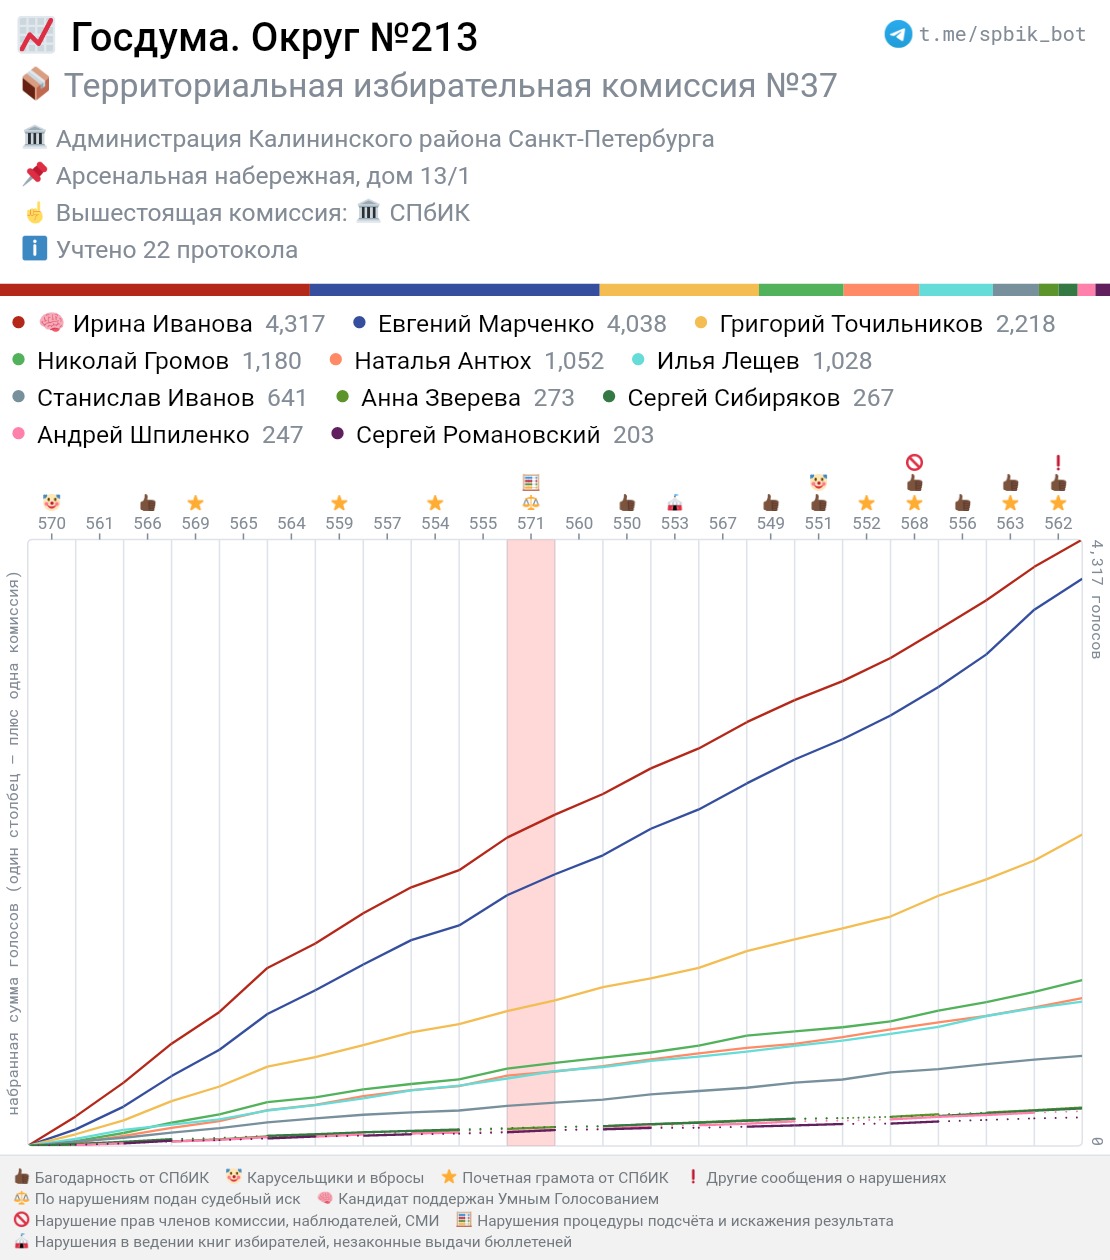 Госдума. Округ №213
t.me/spbik_bot
Территориальная избирательная комиссия №37
Администрация Калининского района Санкт-Петербурга
Арсенальная набережная, дом 13/1
Вышестоящая комиссия: СПбИК
Учтено 22 протокола
Ирина Иванова 4,317 Евгений Марченко 4,038 Григорий Точильников 2,218
Николай Громов 1,180 Наталья Антюх 1,052 Илья Лещев 1,028
Станислав Иванов 641 Анна Зверева 273 Сергей Сибиряков 267
Андрей Шпиленко 247 Сергей Романовский 203
570 561 566 569 565 564 559 557 554 555 571 560 550 553 567 549 551 552 568 556 563 562
набранная сумма голосов (один столбец – плюс одна комиссия)
4,317 голосов
0
Багодарность от СПбИК Карусельщики и вбросы Почетная грамота от СПбИК Другие сообщения о нарушениях
По нарушениям подан судебный иск Кандидат поддержан Умным Голосованием
Нарушение прав членов комиссии, наблюдателей, СМИ Нарушения процедуры подсчёта и искажения результата
Нарушения в ведении книг избирателей, незаконные выдачи бюллетеней